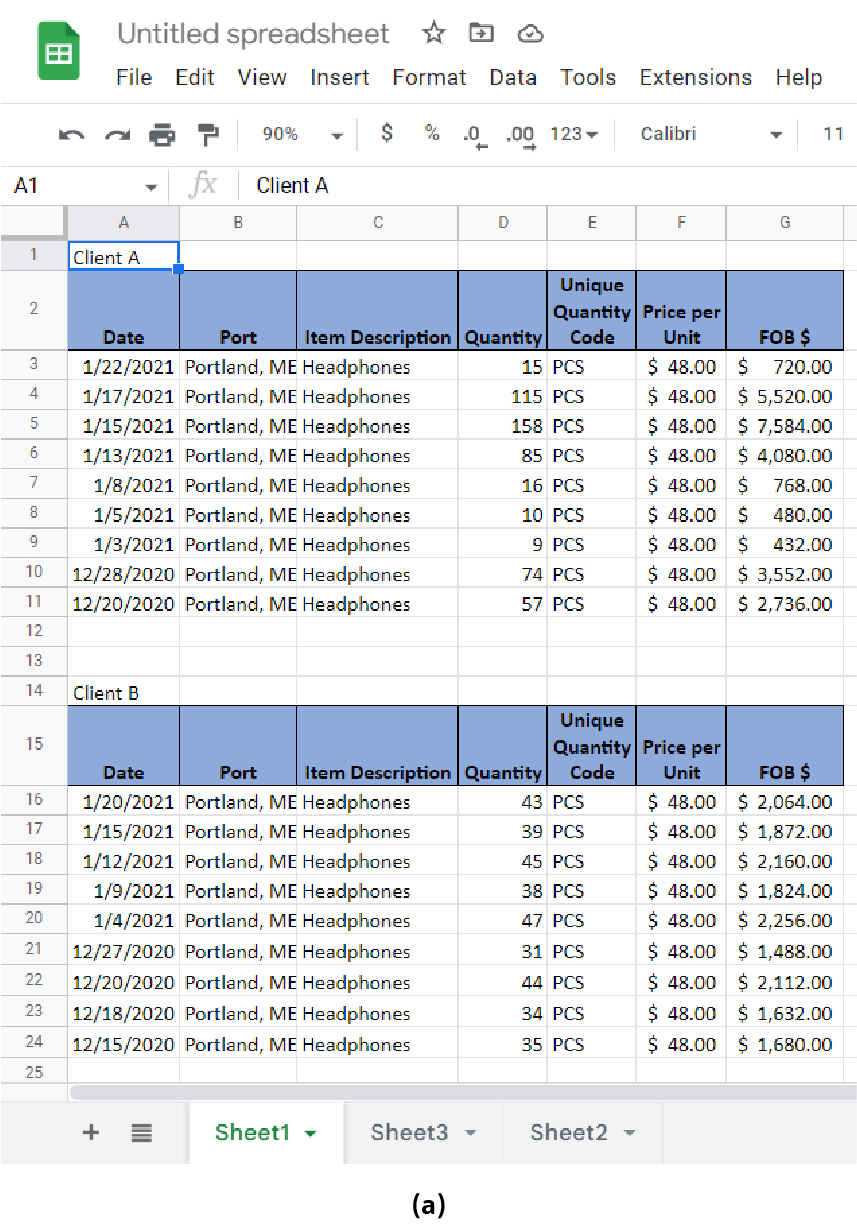 Untitled spreadsheet
File Edit View Insert Format Data Tools Extensions Help
90% $ % .0 .00 123 Calibri 11
A1 fx Client A
A B C D E F G
1 Client A
2 Date Port Item Description Quantity Unique Quantity Code Price per Unit FOB $
3 1/22/2021 Portland, ME Headphones 15 PCS $ 48.00 $ 720.00
4 1/17/2021 Portland, ME Headphones 115 PCS $ 48.00 $ 5,520.00
5 1/15/2021 Portland, ME Headphones 158 PCS $ 48.00 $ 7,584.00
6 1/13/2021 Portland, ME Headphones 85 PCS $ 48.00 $ 4,080.00
7 1/8/2021 Portland, ME Headphones 16 PCS $ 48.00 $ 768.00
8 1/5/2021 Portland, ME Headphones 10 PCS $ 48.00 $ 480.00
9 1/3/2021 Portland, ME Headphones 9 PCS $ 48.00 $ 432.00
10 12/28/2020 Portland, ME Headphones 74 PCS $ 48.00 $ 3,552.00
11 12/20/2020 Portland, ME Headphones 57 PCS $ 48.00 $ 2,736.00
12
13
14 Client B
15 Date Port Item Description Quantity Unique Quantity Code Price per Unit FOB $
16 1/20/2021 Portland, ME Headphones 43 PCS $ 48.00 $ 2,064.00
17 1/15/2021 Portland, ME Headphones 39 PCS $ 48.00 $ 1,872.00
18 1/12/2021 Portland, ME Headphones 45 PCS $ 48.00 $ 2,160.00
19 1/9/2021 Portland, ME Headphones 38 PCS $ 48.00 $ 1,824.00
20 1/4/2021 Portland, ME Headphones 47 PCS $ 48.00 $ 2,256.00
21 12/27/2020 Portland, ME Headphones 31 PCS $ 48.00 $ 1,488.00
22 12/20/2020 Portland, ME Headphones 44 PCS $ 48.00 $ 2,112.00
23 12/18/2020 Portland, ME Headphones 34 PCS $ 48.00 $ 1,632.00
24 12/15/2020 Portland, ME Headphones 35 PCS $ 48.00 $ 1,680.00
25
+ Sheet1 Sheet3 Sheet2
(a)